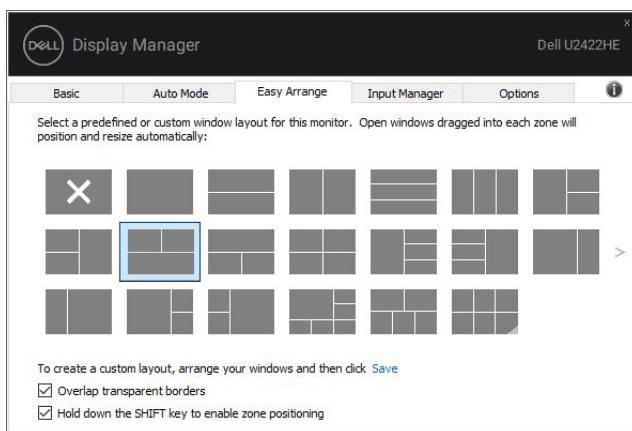 DELL Display Manager
Dell U2422HE
x
Basic
Auto Mode
Easy Arrange
Input Manager
Options
i
Select a predefined or custom window layout for this monitor. Open windows dragged into each zone will
position and resize automatically:
>
To create a custom layout, arrange your windows and then click Save
Overlap transparent borders
Hold down the SHIFT key to enable zone positioning